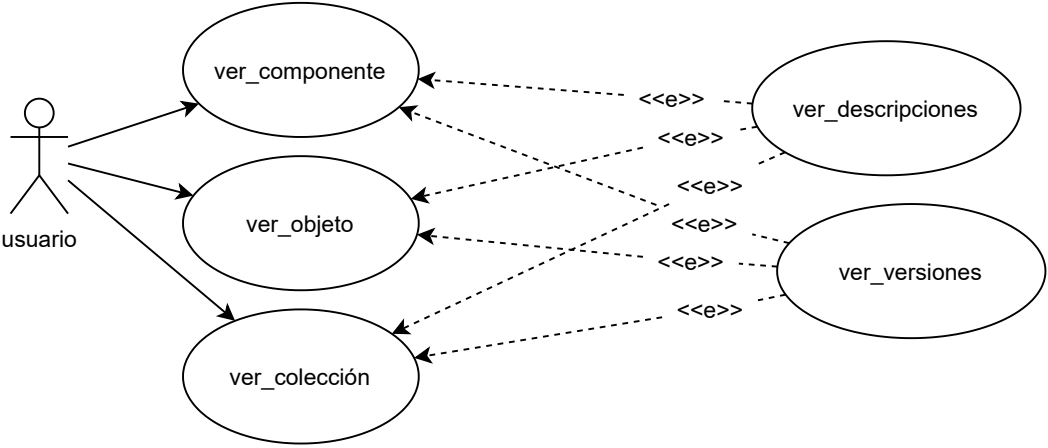 ver_componente
<<e>>
ver_descripciones
<<e>>
<<e>>
ver_objeto
<<e>>
usuario
<<e>>
ver_versiones
<<e>>
ver_colección